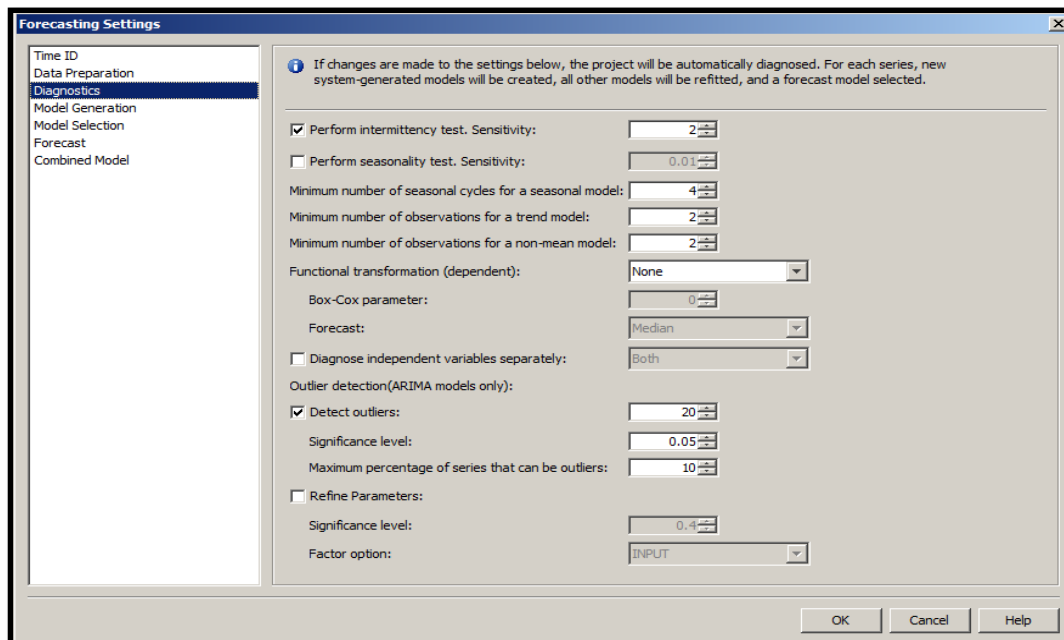 Forecasting Settings
Time ID
Data Preparation
Diagnostics
Model Generation
Model Selection
Forecast
Combined Model
If changes are made to the settings below, the project will be automatically diagnosed. For each series, new
system-generated models will be created, all other models will be refitted, and a forecast model selected.
Perform intermittency test. Sensitivity: 2
Perform seasonality test. Sensitivity: 0.01
Minimum number of seasonal cycles for a seasonal model: 4
Minimum number of observations for a trend model: 2
Minimum number of observations for a non-mean model: 2
Functional transformation (dependent): None
Box-Cox parameter: 0
Forecast: Median
Diagnose independent variables separately: Both
Outlier detection(ARIMA models only):
Detect outliers: 20
Significance level: 0.05
Maximum percentage of series that can be outliers: 10
Refine Parameters:
Significance level: 0.4
Factor option: INPUT
OK Cancel Help